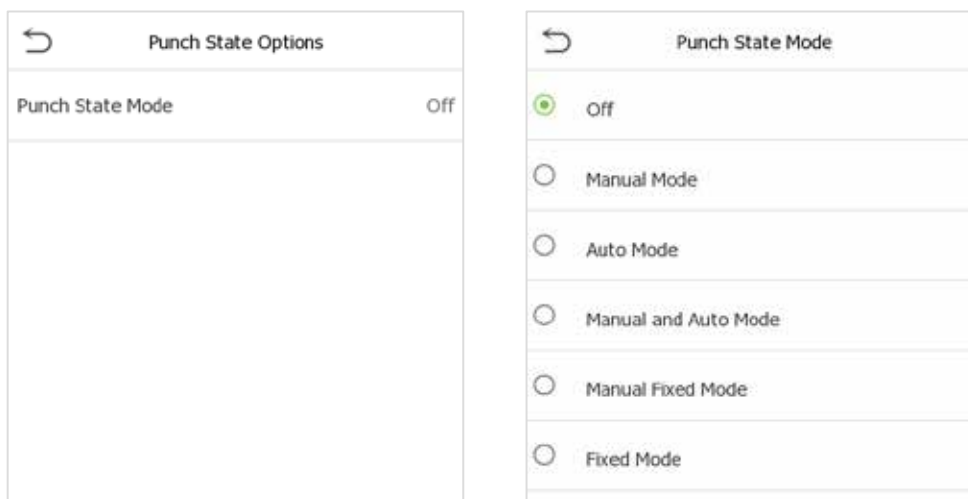 Punch State Options
Punch State Mode Off
Punch State Mode
Off
Manual Mode
Auto Mode
Manual and Auto Mode
Manual Fixed Mode
Fixed Mode